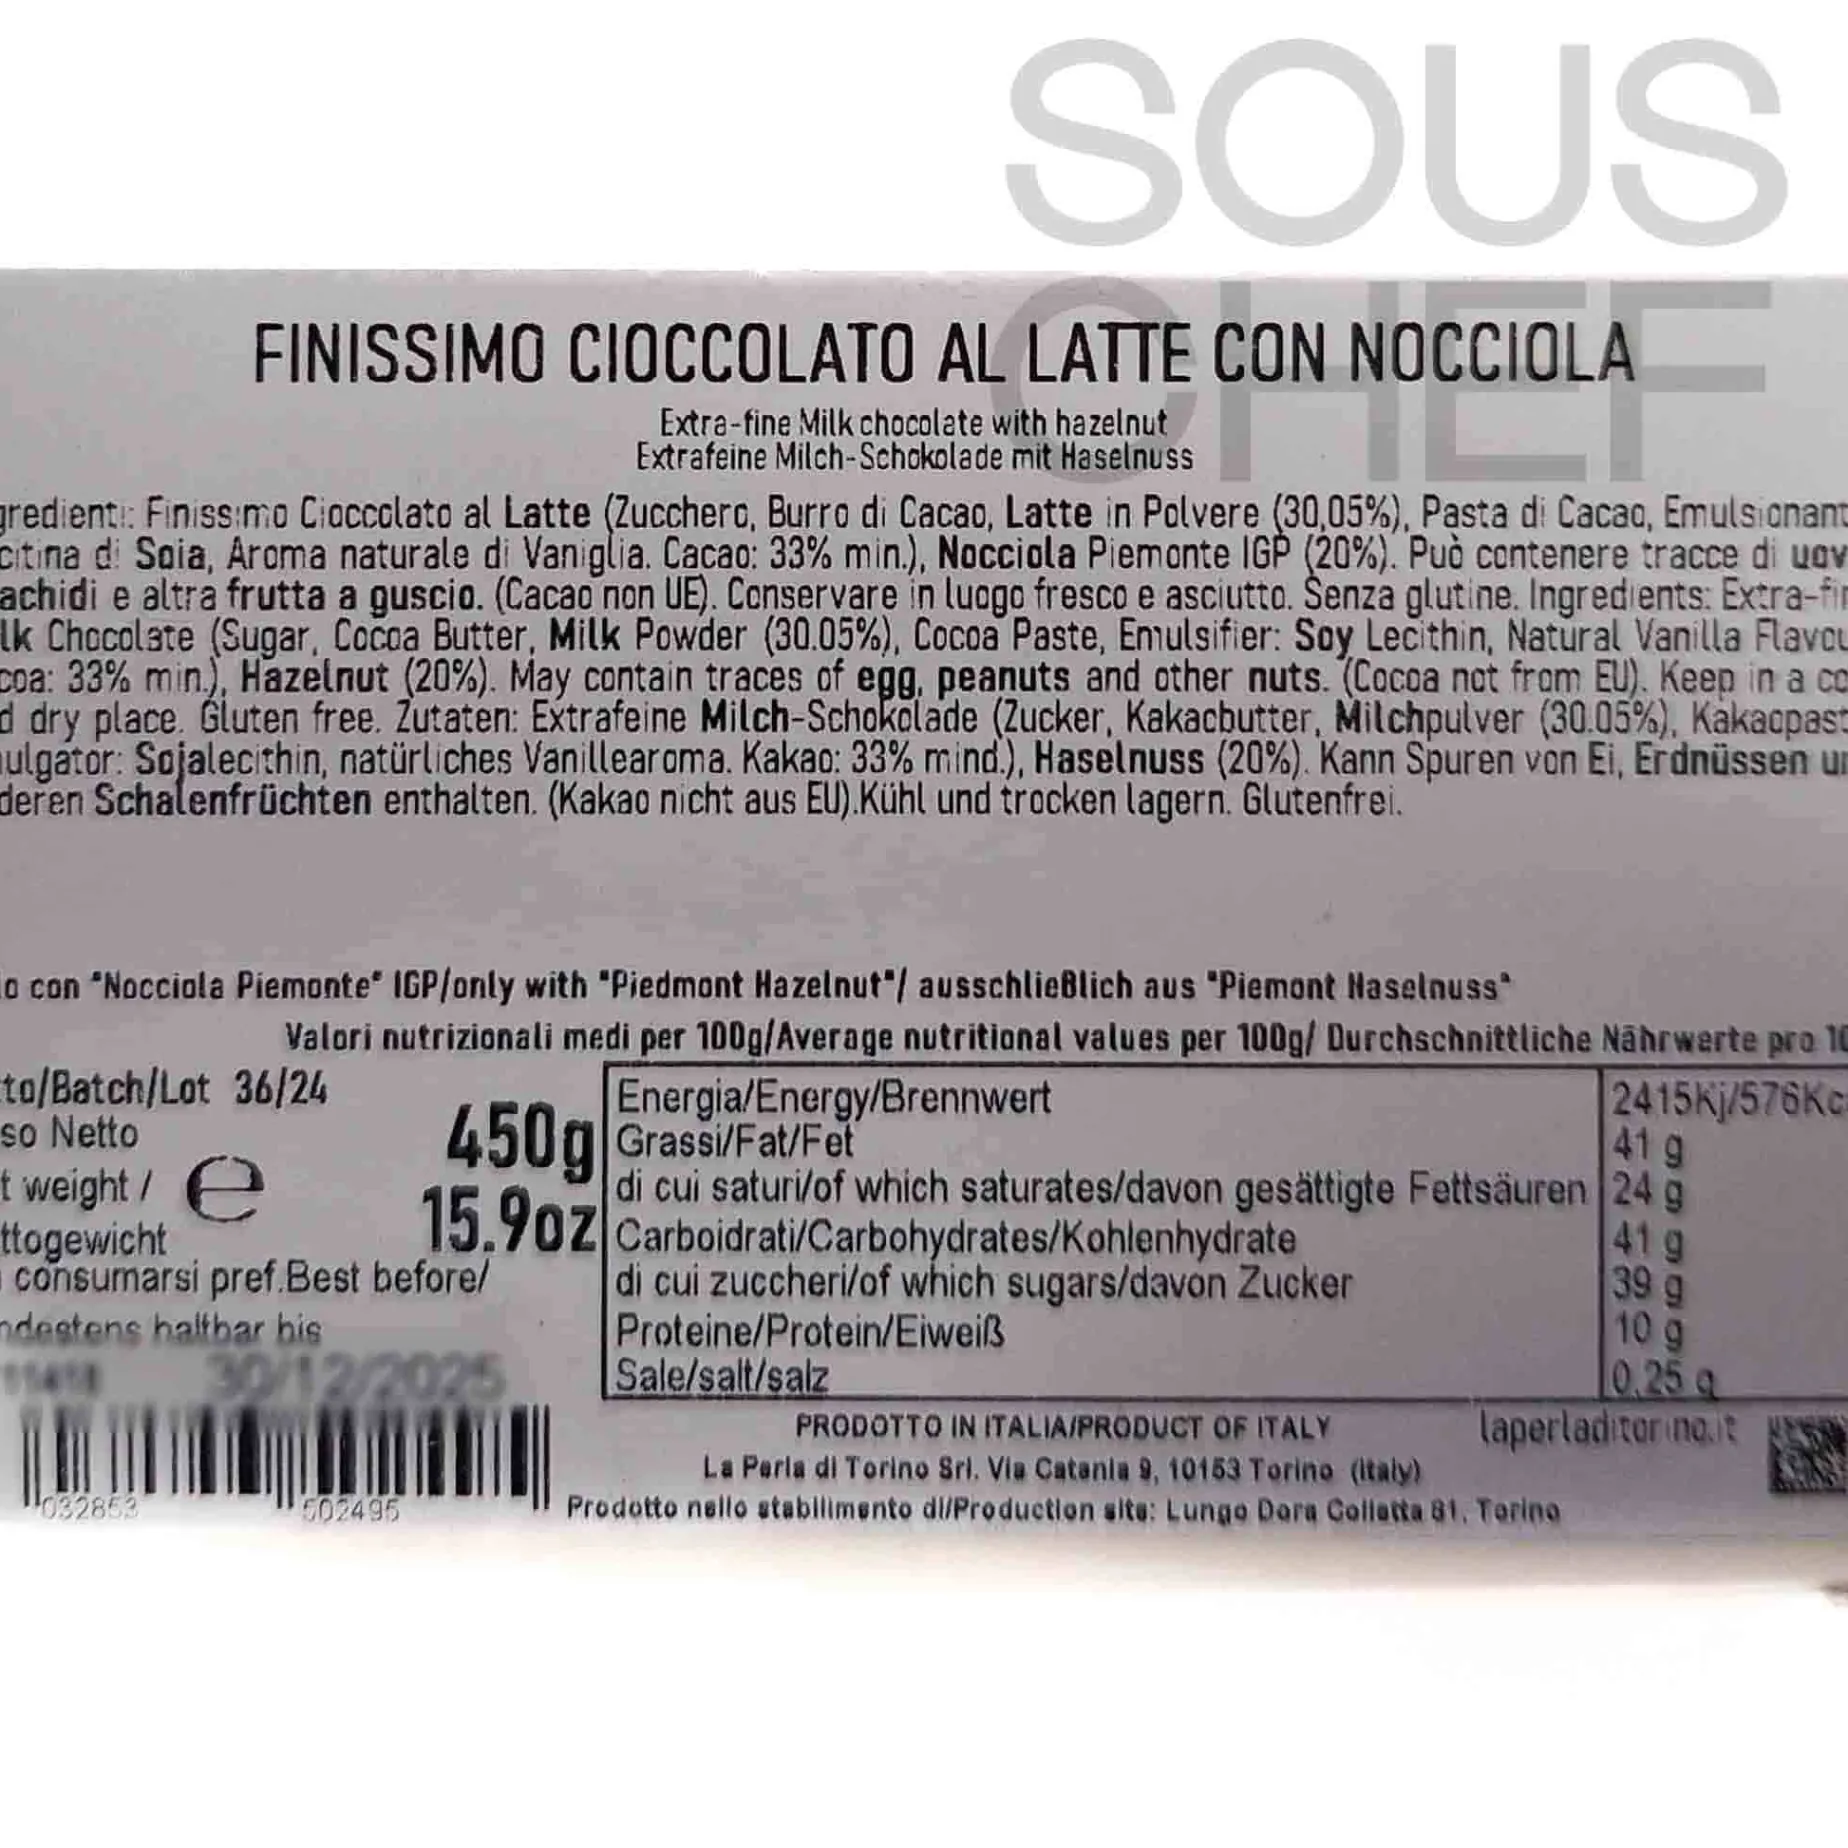 SOUS
CHEF
FINISSIMO CIOCCOLATO AL LATTE CON NOCCIOLA
Extra-fine Milk chocolate with hazelnut
Extrafeine Milch-Schokolade mit Haselnuss
gredienti: Finissimo Cioccolato al Latte (Zucchero, Burro di Cacao, Latte in Polvere (30,05%), Pasta di Cacao, Emulsionant
citina di Soia, Aroma naturale di Vaniglia. Cacao: 33% min.), Nocciola Piemonte IGP (20%). Può contenere tracce di uov
achidi e altra frutta a guscio. (Cacao non UE). Conservare in luogo fresco e asciutto. Senza glutine. Ingredients: Extra-fin
lk Chocolate (Sugar, Cocoa Butter, Milk Powder (30.05%), Cocoa Paste, Emulsifier: Soy Lecithin, Natural Vanilla Flavou
coa: 33% min.), Hazelnut (20%). May contain traces of egg, peanuts and other nuts. (Cocoa not from EU). Keep in a co
d dry place. Gluten free. Zutaten: Extrafeine Milch-Schokolade (Zucker, Kakaobutter, Milchpulver (30.05%), Kakaopast
ulgator: Sojalecithin, natürliches Vanillearoma. Kakao: 33% mind.), Haselnuss (20%). Kann Spuren von Ei, Erdnüssen un
deren Schalenfrüchten enthalten. (Kakao nicht aus EU).Kühl und trocken lagern. Glutenfrei.
lo con "Nocciola Piemonte" IGP/only with "Piedmont Hazelnut"/ ausschließlich aus "Piemont Haselnuss"
Valori nutrizionali medi per 100g/Average nutritional values per 100g/ Durchschnittliche Nährwerte pro 10
to/Batch/Lot 36/24
so Netto
t weight / e
ttogewicht
450g
15.9oz
consumarsi pref.Best before/
ndestens haltbar bis
30/12/2025
032853 502495
Energia/Energy/Brennwert 2415Kj/576Kc
Grassi/Fat/Fet 41 g
di cui saturi/of which saturates/davon gesättigte Fettsäuren 24 g
Carboidrati/Carbohydrates/Kohlenhydrate 41 g
di cui zuccheri/of which sugars/davon Zucker 39 g
Proteine/Protein/Eiweiß 10 g
Sale/salt/salz 0,25 g
PRODOTTO IN ITALIA/PRODUCT OF ITALY laperladitorino.it
La Perla di Torino Srl. Via Catania 9, 10153 Torino (Italy)
Prodotto nello stabilimento di/Production site: Lungo Dora Colletta 81, Torino